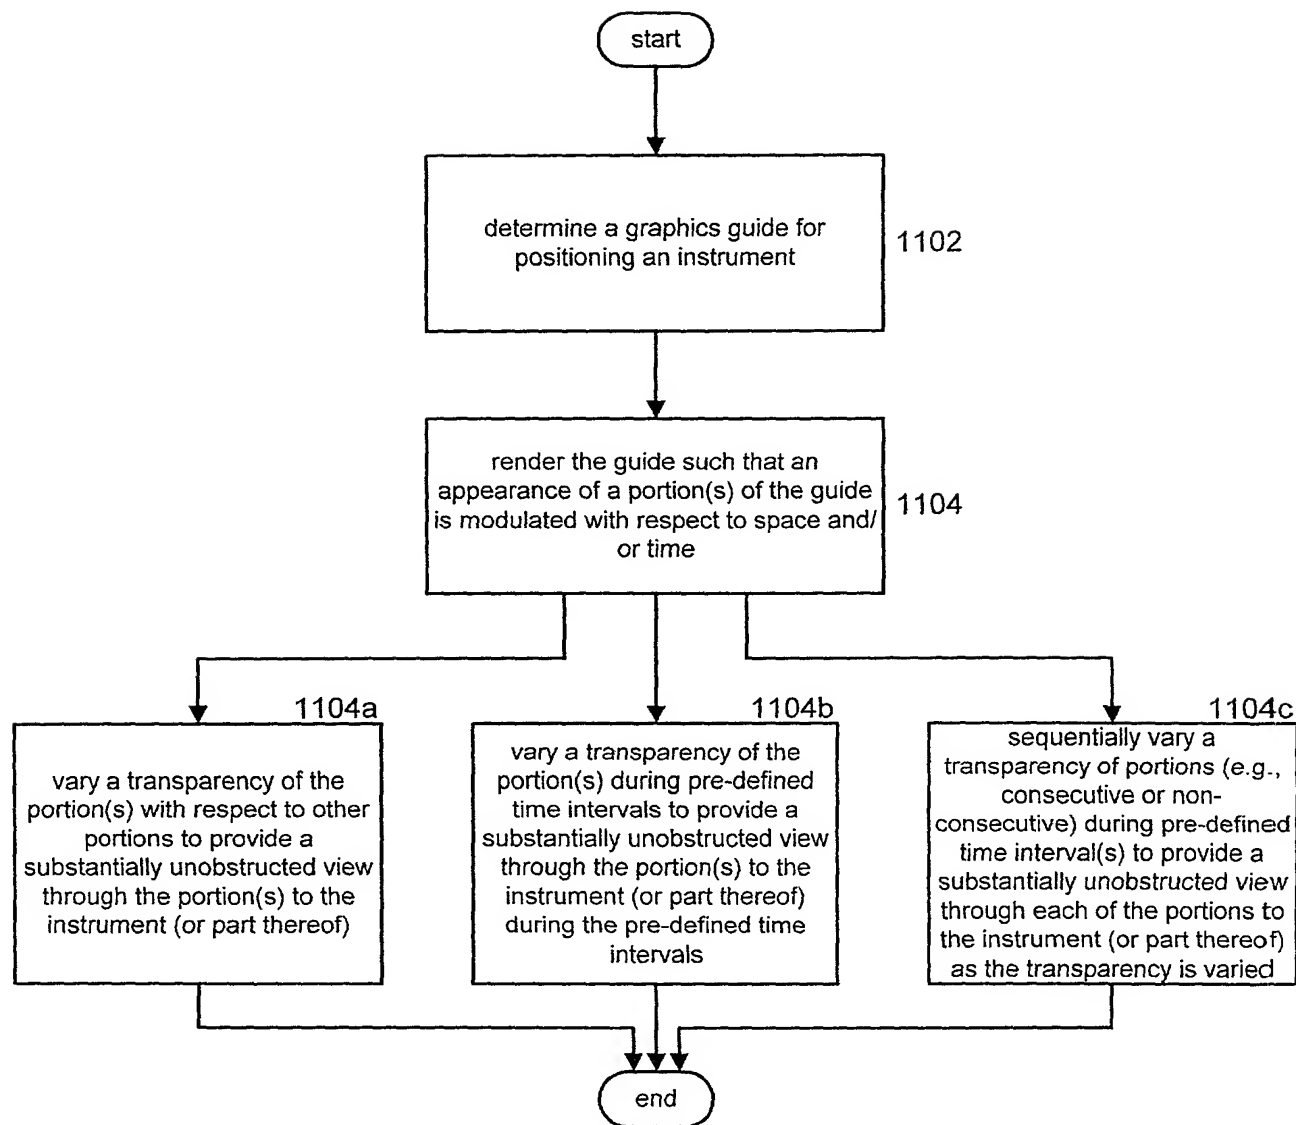 start
determine a graphics guide for
positioning an instrument
1102
render the guide such that an
appearance of a portion(s) of the guide
is modulated with respect to space and/
or time
1104
1104a
vary a transparency of the
portion(s) with respect to other
portions to provide a
substantially unobstructed view
through the portion(s) to the
instrument (or part thereof)
1104b
vary a transparency of the
portion(s) during pre-defined
time intervals to provide a
substantially unobstructed view
through the portion(s) to the
instrument (or part thereof)
during the pre-defined time
intervals
1104c
sequentially vary a
transparency of portions (e.g.,
consecutive or non-
consecutive) during pre-defined
time interval(s) to provide a
substantially unobstructed view
through each of the portions to
the instrument (or part thereof)
as the transparency is varied
end